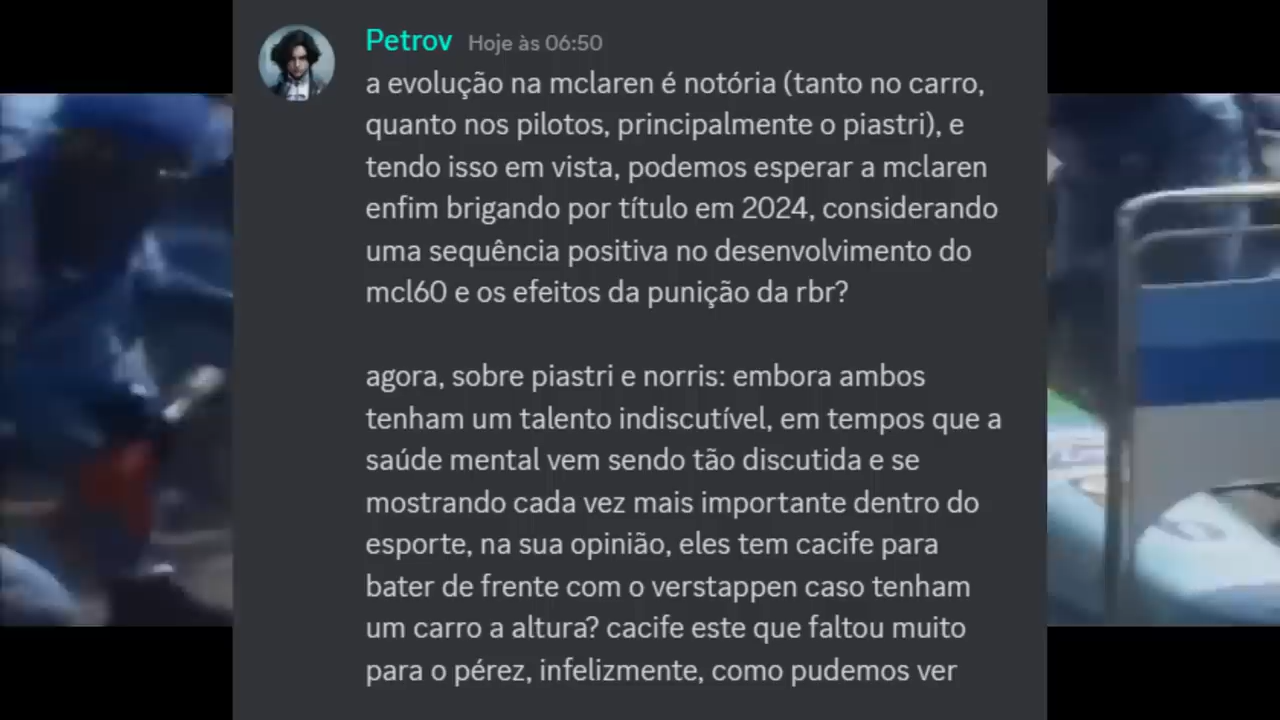 Petrov Hoje às 06:50
a evolução na mclaren é notória (tanto no carro,
quanto nos pilotos, principalmente o piastri), e
tendo isso em vista, podemos esperar a mclaren
enfim brigando por título em 2024, considerando
uma sequência positiva no desenvolvimento do
mcl60 e os efeitos da punição da rbr?
agora, sobre piastri e norris: embora ambos
tenham um talento indiscutível, em tempos que a
saúde mental vem sendo tão discutida e se
mostrando cada vez mais importante dentro do
esporte, na sua opinião, eles tem cacife para
bater de frente com o verstappen caso tenham
um carro a altura? cacife este que faltou muito
para o pérez, infelizmente, como pudemos ver